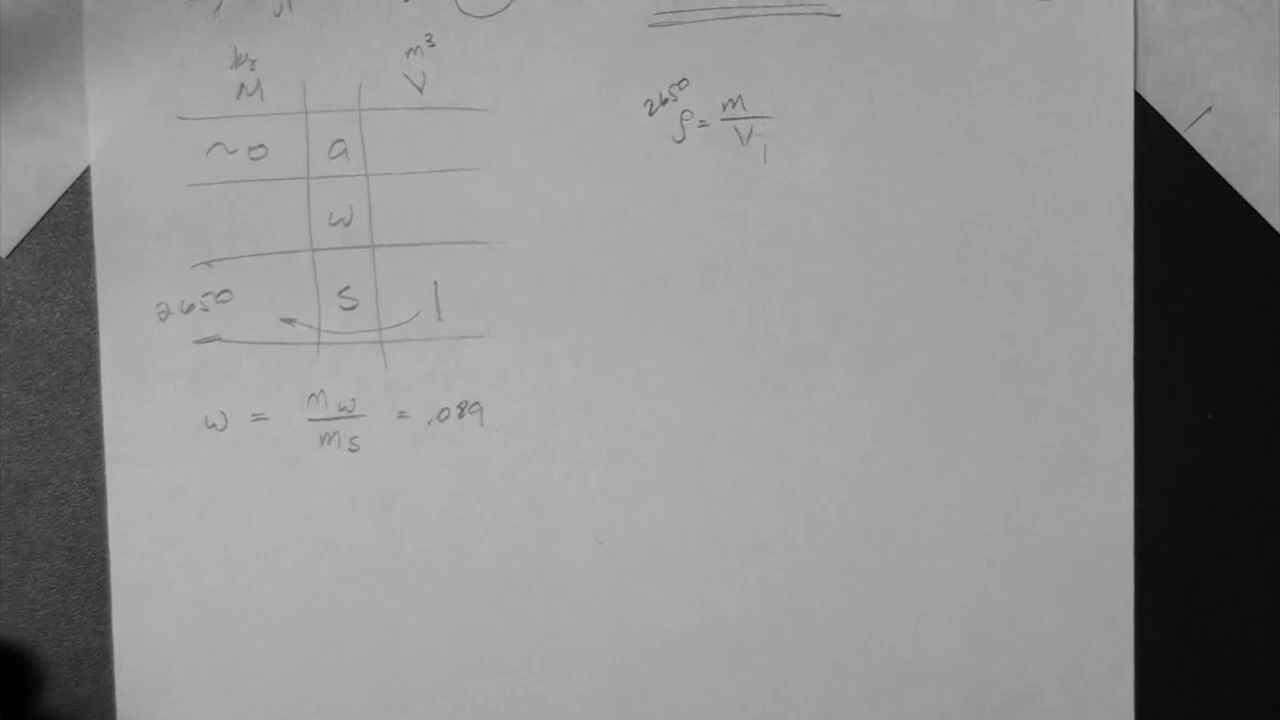 kg m³
M V
~0 a
w
2650 s 1
w = mw/ms = .089
2650
ρ = m/V₁